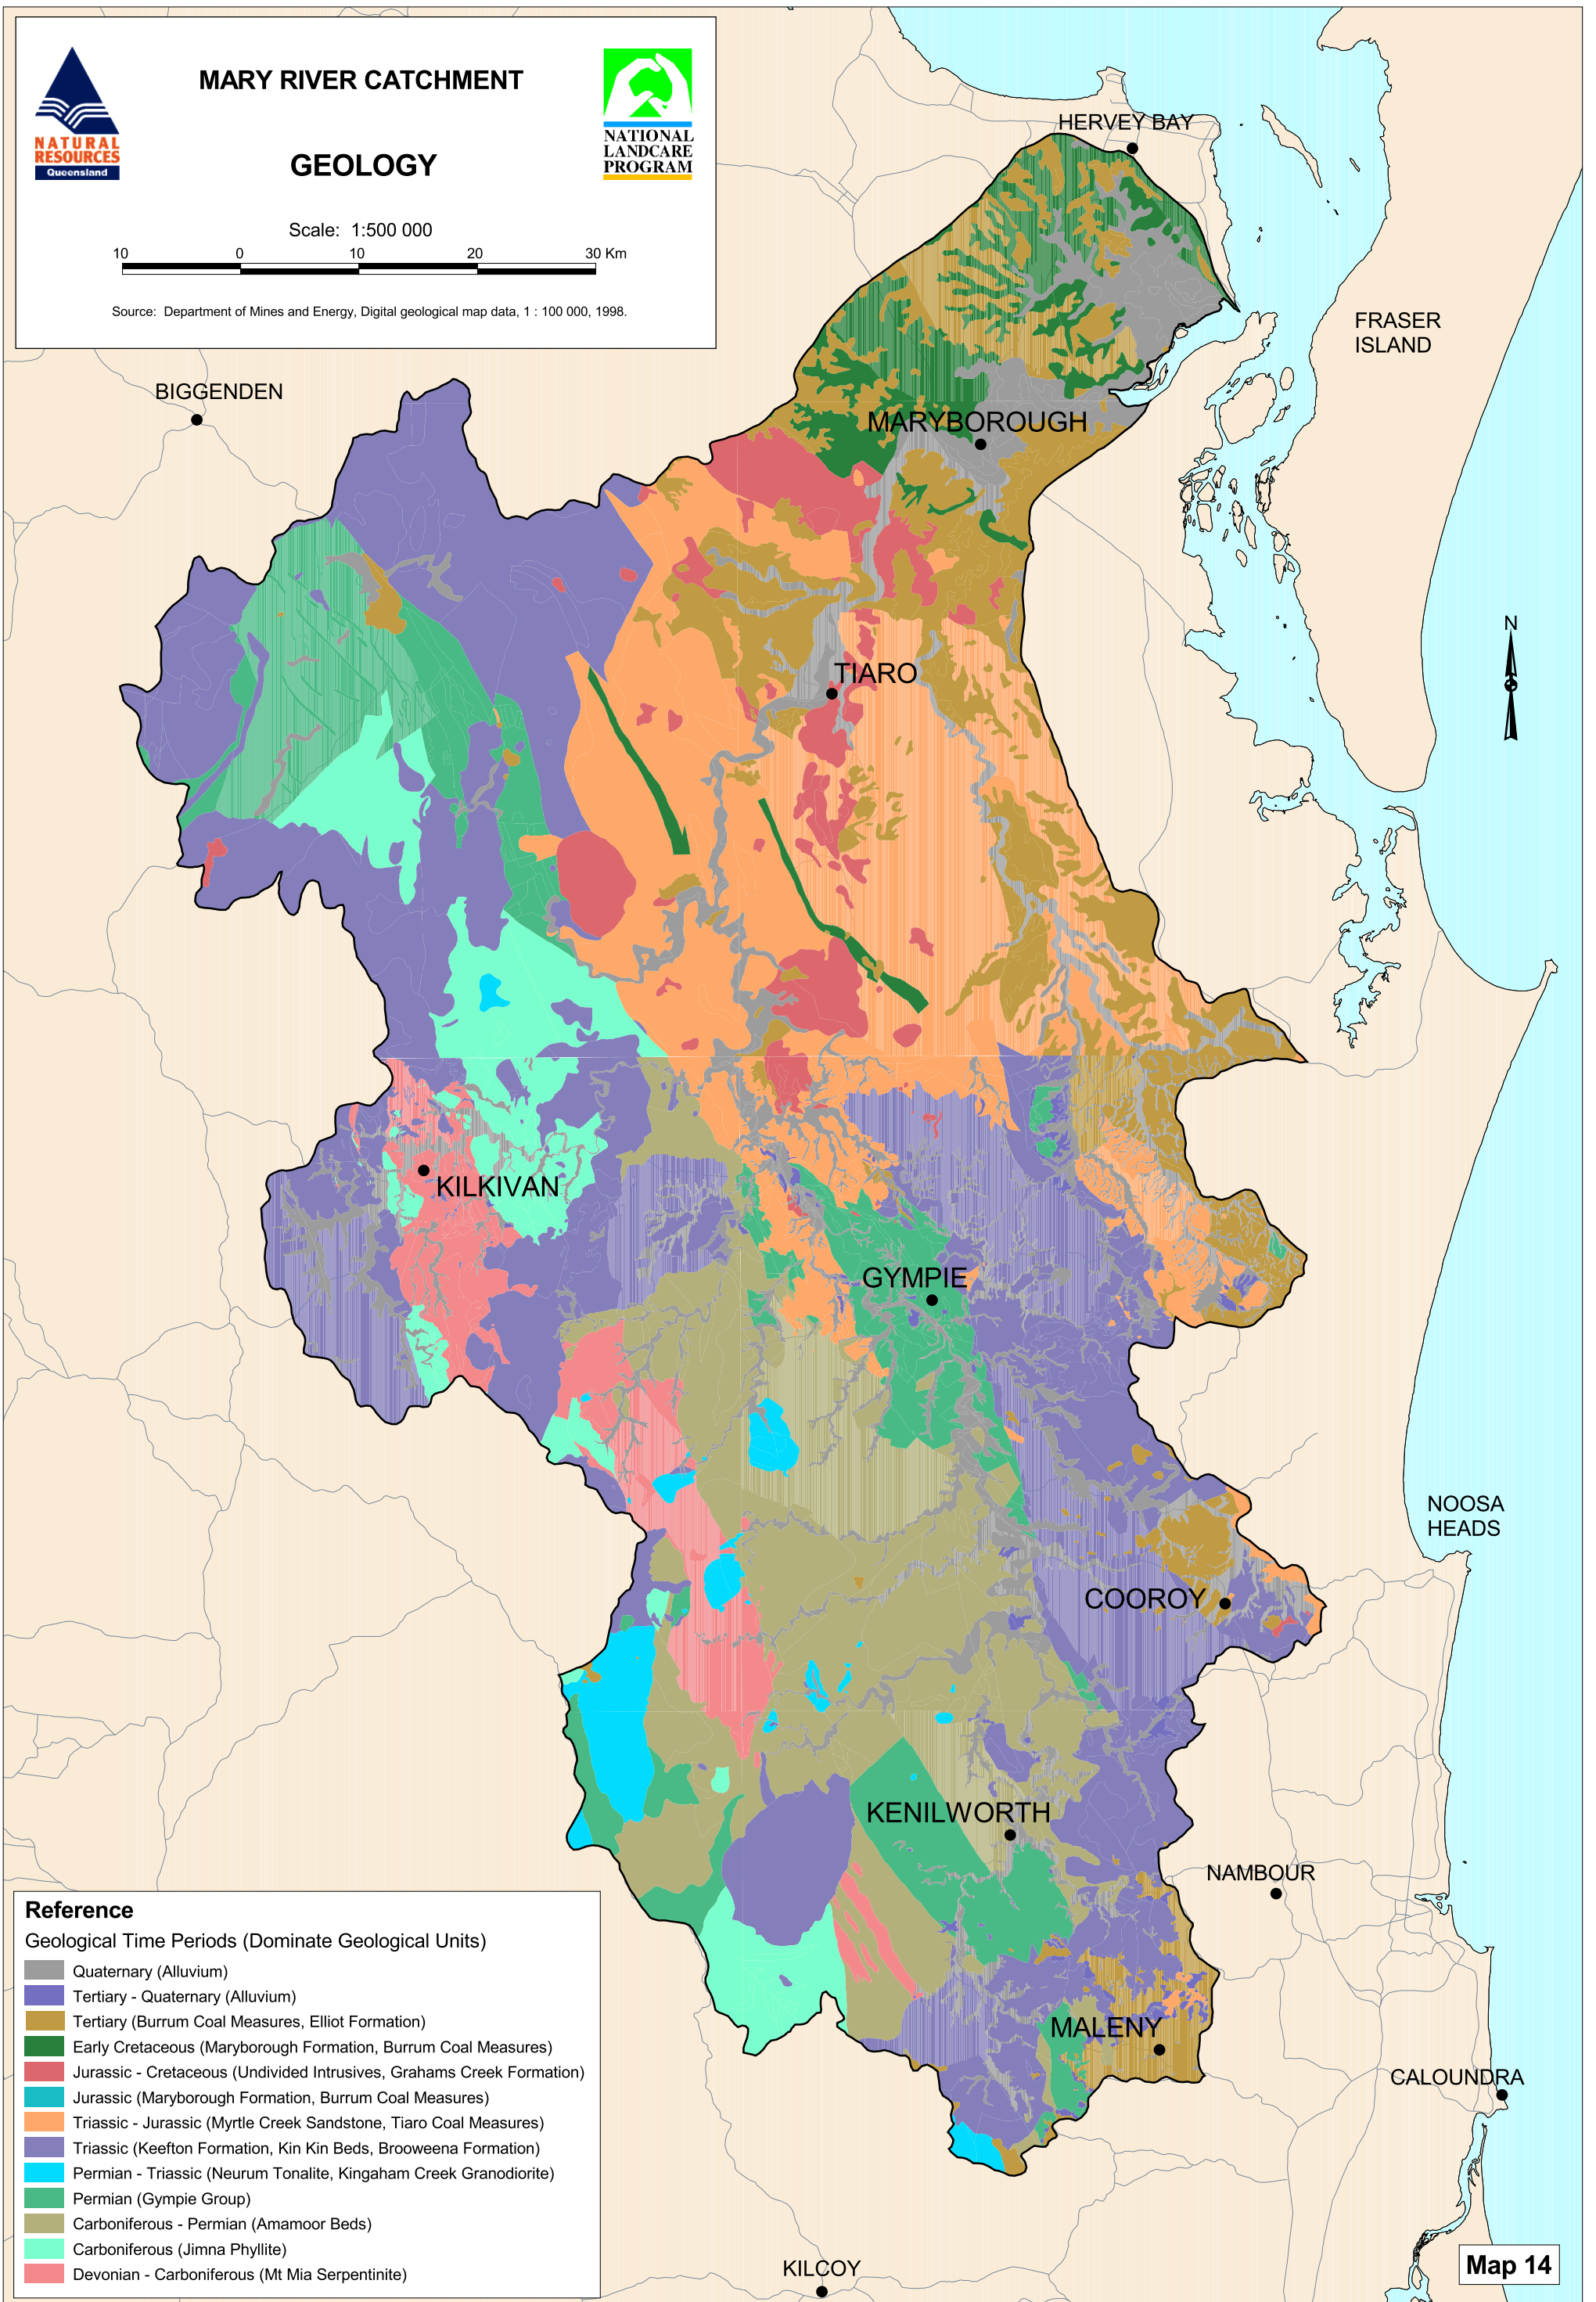 MARY RIVER CATCHMENT
GEOLOGY
NATURAL
RESOURCES
Queensland
NATIONAL
LANDCARE
PROGRAM
Scale: 1:500 000
10 0 10 20 30 Km
Source: Department of Mines and Energy, Digital geological map data, 1 : 100 000, 1998.
HERVEY BAY
FRASER
ISLAND
BIGGENDEN
MARYBOROUGH
N
TIARO
KILKIVAN
GYMPIE
NOOSA
HEADS
COOROY
KENILWORTH
NAMBOUR
MALENY
CALOUNDRA
KILCOY
Reference
Geological Time Periods (Dominate Geological Units)
Quaternary (Alluvium)
Tertiary - Quaternary (Alluvium)
Tertiary (Burrum Coal Measures, Elliot Formation)
Early Cretaceous (Maryborough Formation, Burrum Coal Measures)
Jurassic - Cretaceous (Undivided Intrusives, Grahams Creek Formation)
Jurassic (Maryborough Formation, Burrum Coal Measures)
Triassic - Jurassic (Myrtle Creek Sandstone, Tiaro Coal Measures)
Triassic (Keefton Formation, Kin Kin Beds, Brooweena Formation)
Permian - Triassic (Neurum Tonalite, Kingaham Creek Granodiorite)
Permian (Gympie Group)
Carboniferous - Permian (Amamoor Beds)
Carboniferous (Jimna Phyllite)
Devonian - Carboniferous (Mt Mia Serpentinite)
Map 14